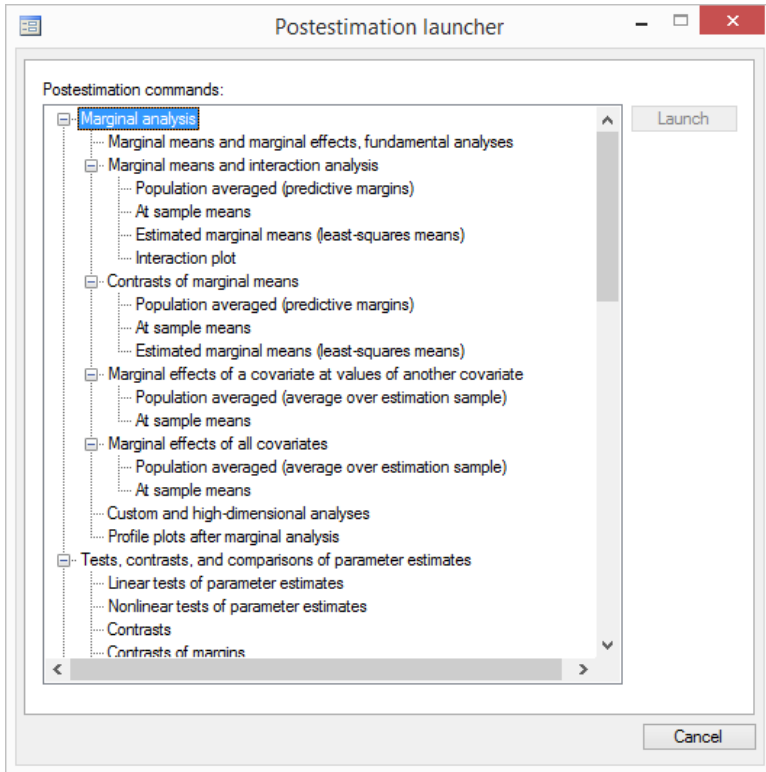 Postestimation launcher
Postestimation commands:
Marginal analysis
Launch
Marginal means and marginal effects, fundamental analyses
Marginal means and interaction analysis
Population averaged (predictive margins)
At sample means
Estimated marginal means (least-squares means)
Interaction plot
Contrasts of marginal means
Population averaged (predictive margins)
At sample means
Estimated marginal means (least-squares means)
Marginal effects of a covariate at values of another covariate
Population averaged (average over estimation sample)
At sample means
Marginal effects of all covariates
Population averaged (average over estimation sample)
At sample means
Custom and high-dimensional analyses
Profile plots after marginal analysis
Tests, contrasts, and comparisons of parameter estimates
Linear tests of parameter estimates
Nonlinear tests of parameter estimates
Contrasts
Contrasts of margins
Cancel